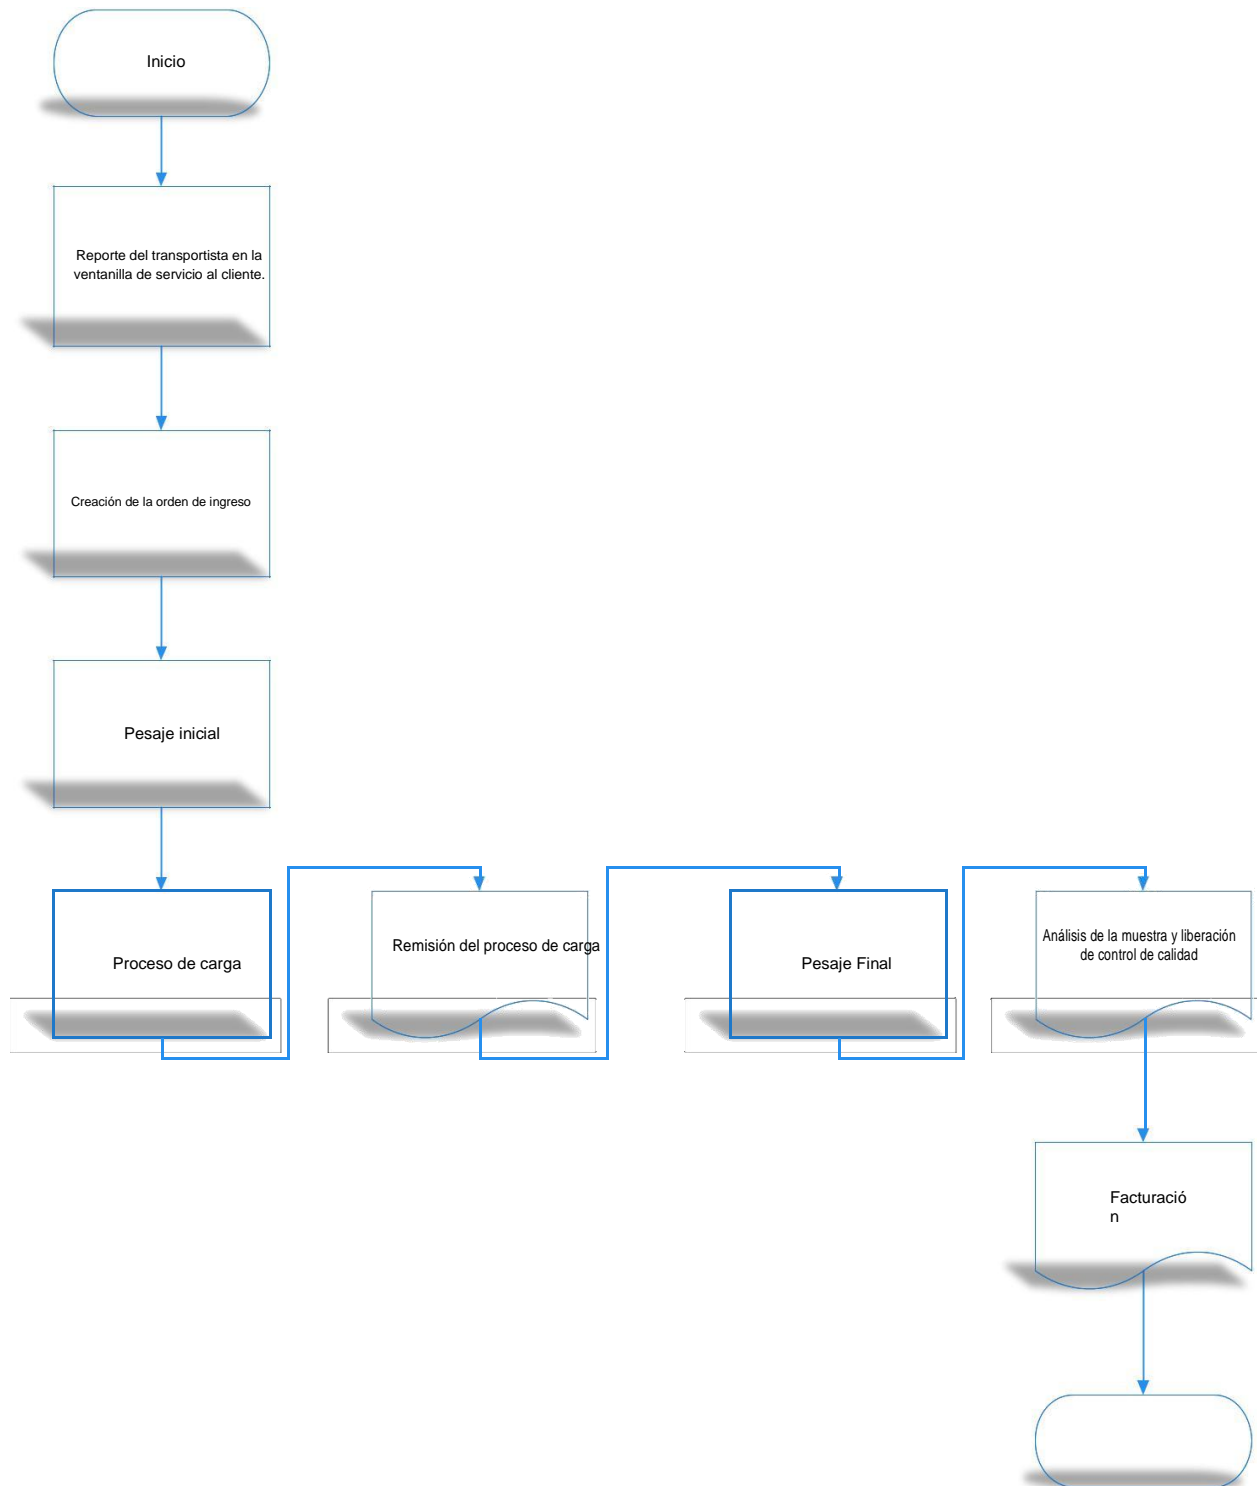 Inicio
Reporte del transportista en la
ventanilla de servicio al cliente.
Creación de la orden de ingreso
Pesaje inicial
Proceso de carga
Remisión del proceso de carga
Pesaje Final
Análisis de la muestra y liberación
de control de calidad
Facturació
n